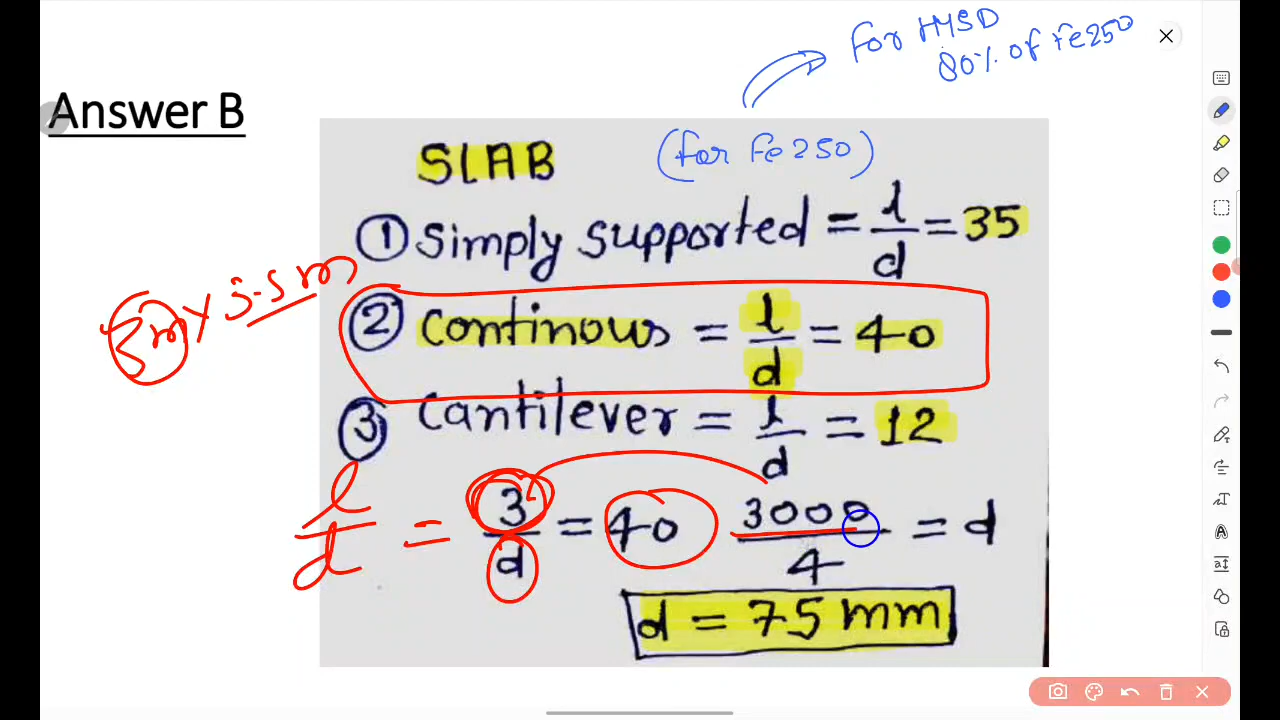 For HYSD
80% of Fe250
Answer B
SLAB (for Fe250)
① Simply supported = l/d = 35
3m x 3.5m
② Continous = l/d = 40
③ Cantilever = l/d = 12
l/d = 3/d = 40 3000/4 = d
d = 75 mm